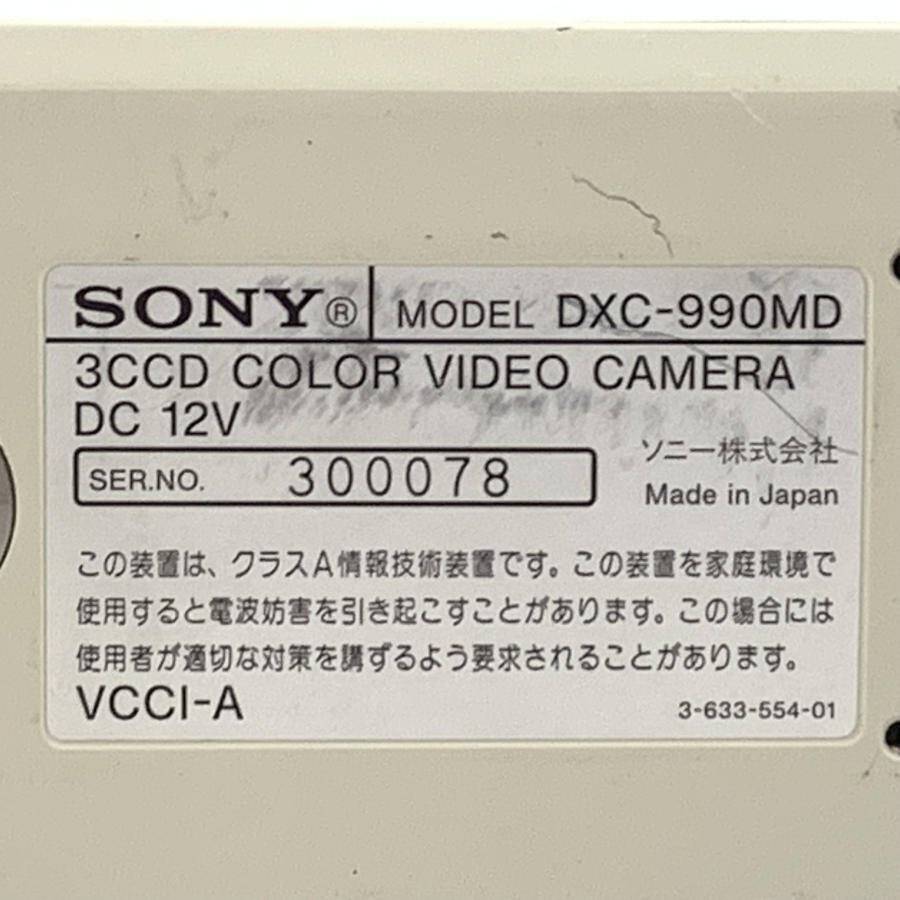 SONY® MODEL DXC-990MD
3CCD COLOR VIDEO CAMERA
DC 12V
SER.NO. 300078
ソニー株式会社
Made in Japan
この装置は、クラスA情報技術装置です。この装置を家庭環境で
使用すると電波妨害を引き起こすことがあります。この場合には
使用者が適切な対策を講ずるよう要求されることがあります。
VCCI-A
3-633-554-01